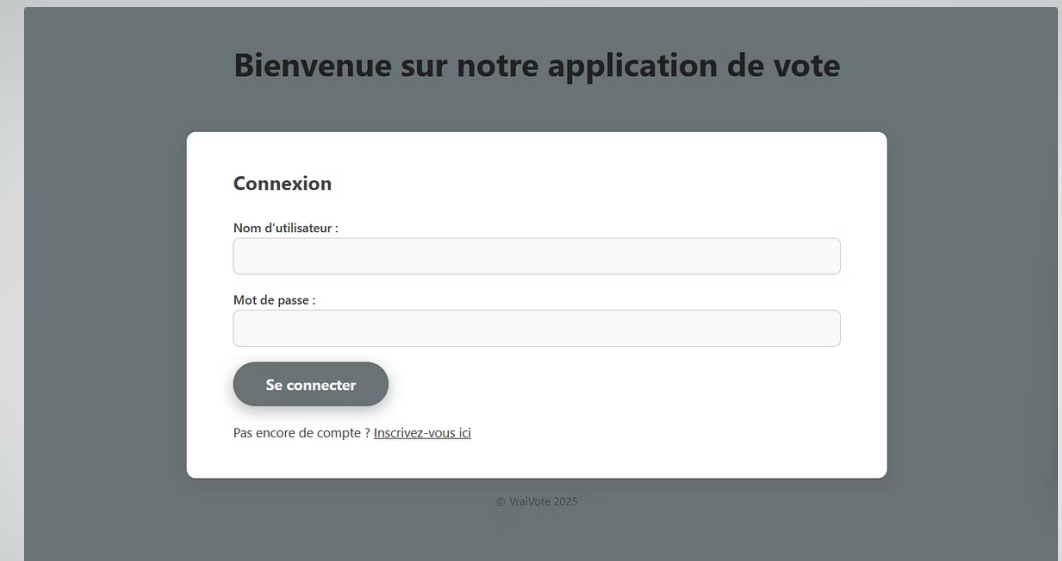 Bienvenue sur notre application de vote
Connexion
Nom d'utilisateur :
Mot de passe :
Se connecter
Pas encore de compte ? Inscrivez-vous ici
© VraiVote 2025